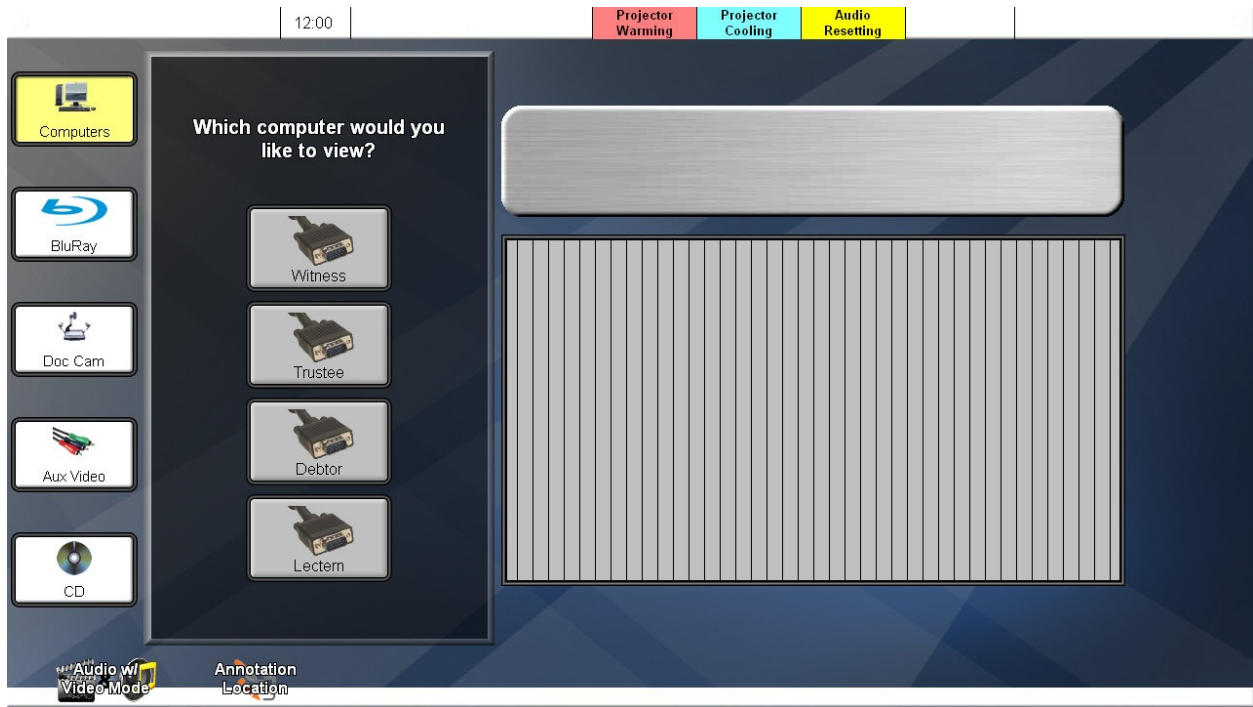 12:00
Projector
Warming
Projector
Cooling
Audio
Resetting
Computers
BluRay
Doc Cam
Aux Video
CD
Which computer would you
like to view?
Witness
Trustee
Debtor
Lectern
Audio w/
Video Mode
Annotation
Location